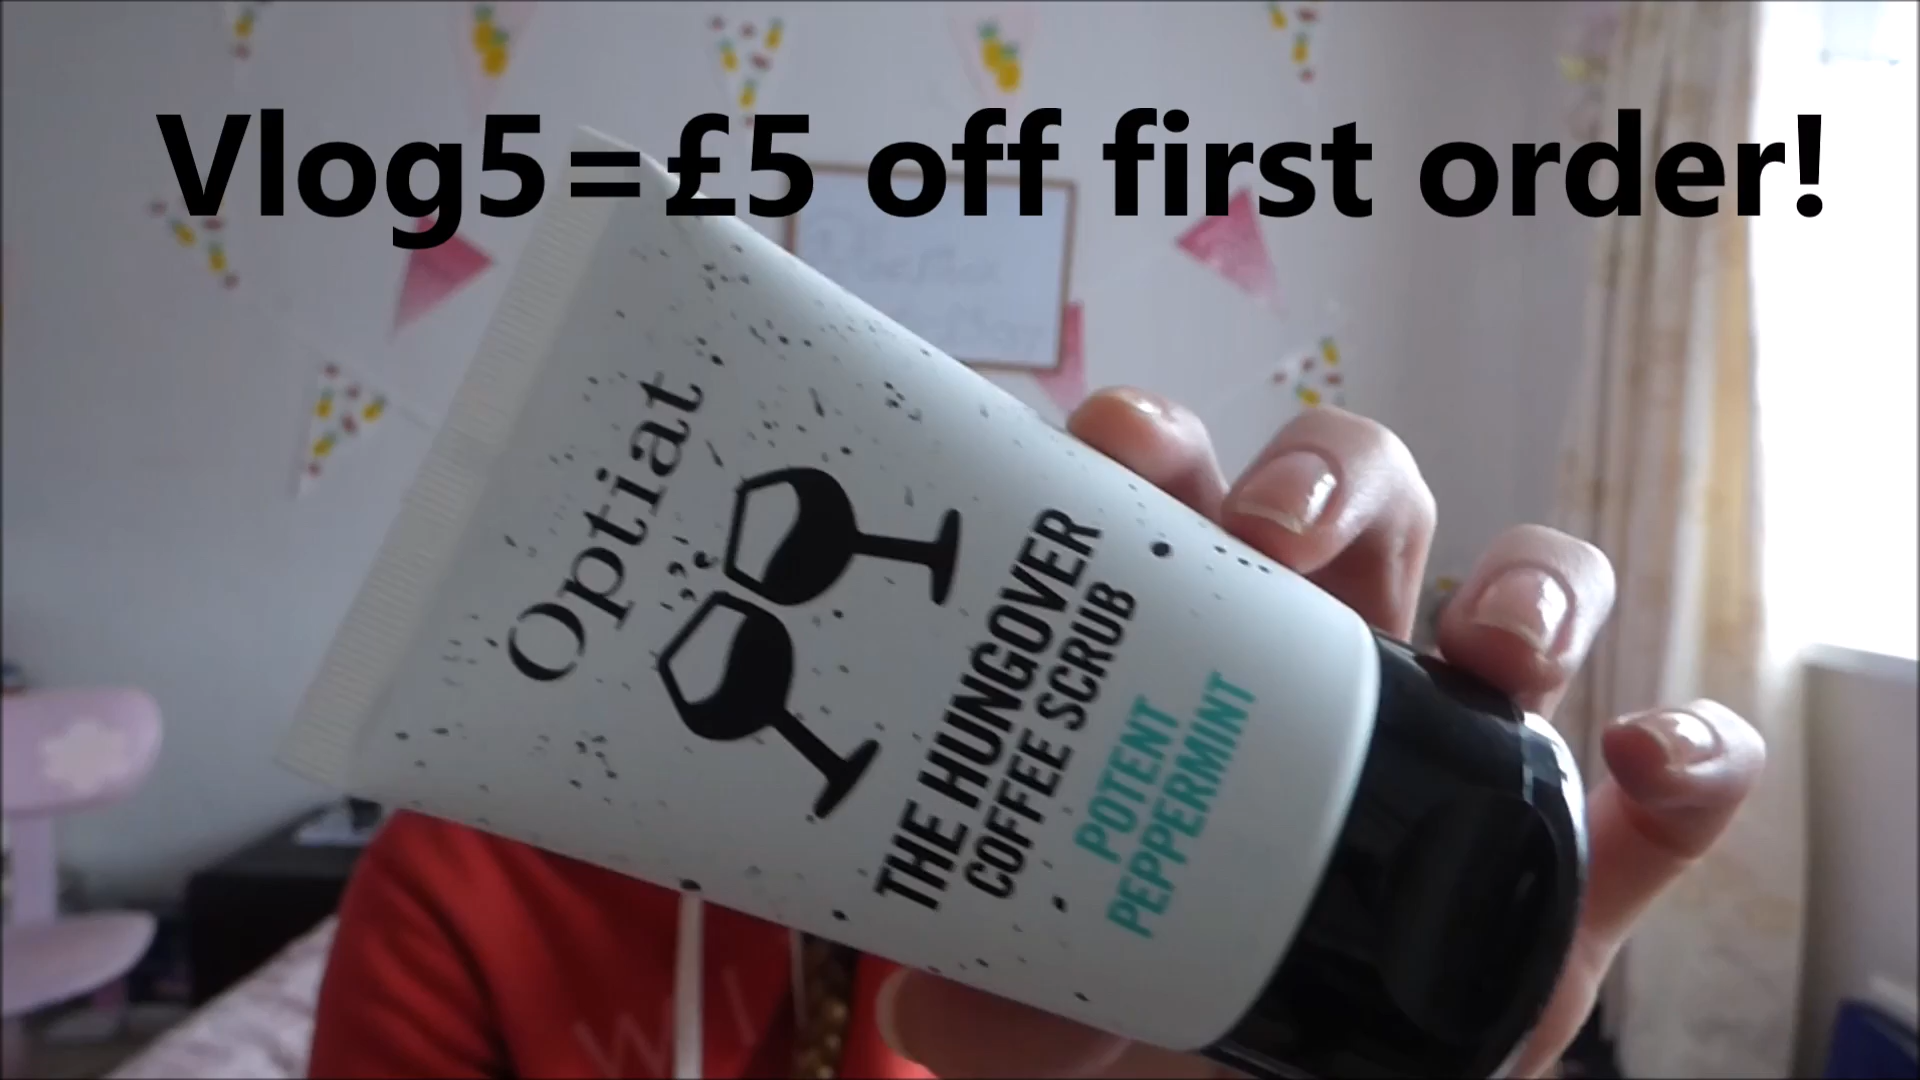 Vlog5=£5 off first order!
Optiat
THE HUNGOVER
COFFEE SCRUB
POTENT
PEPPERMINT